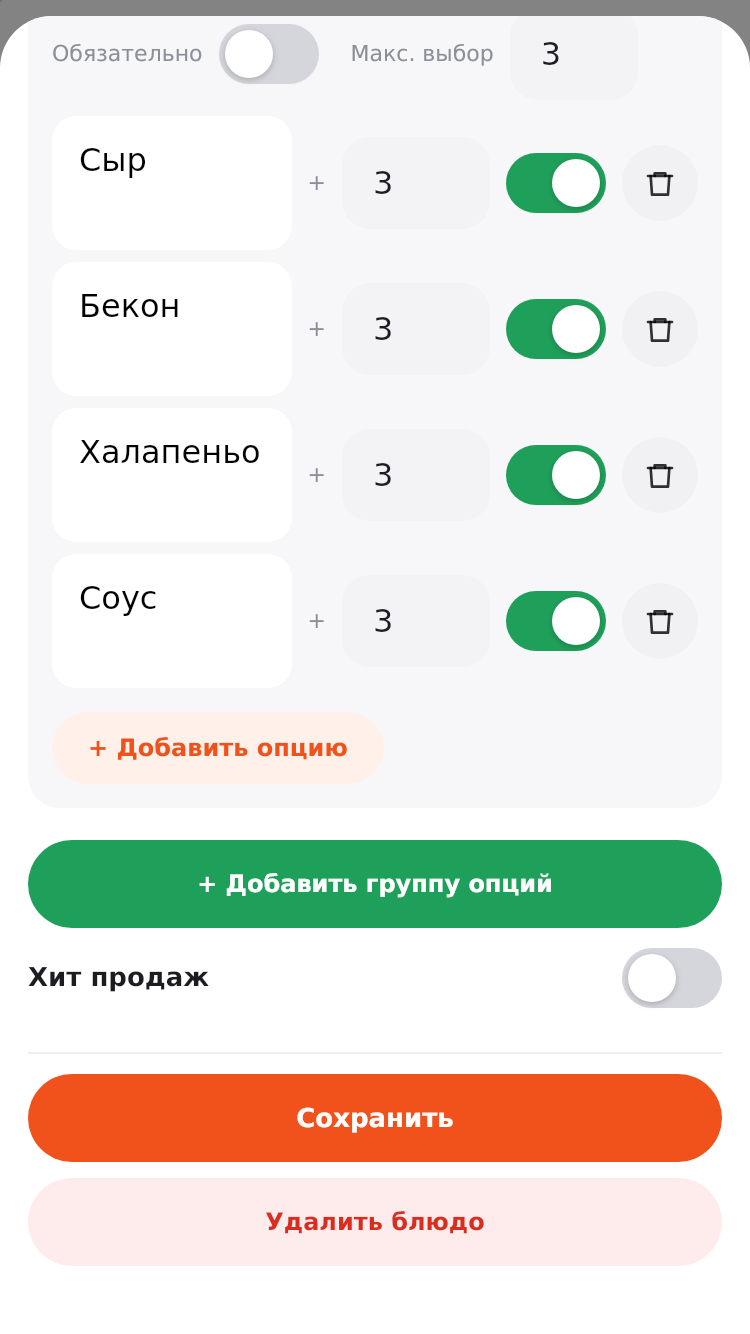 Обязательно Макс. выбор 3
Сыр + 3
Бекон + 3
Халапеньо + 3
Соус + 3
+ Добавить опцию
+ Добавить группу опций
Хит продаж
Сохранить
Удалить блюдо